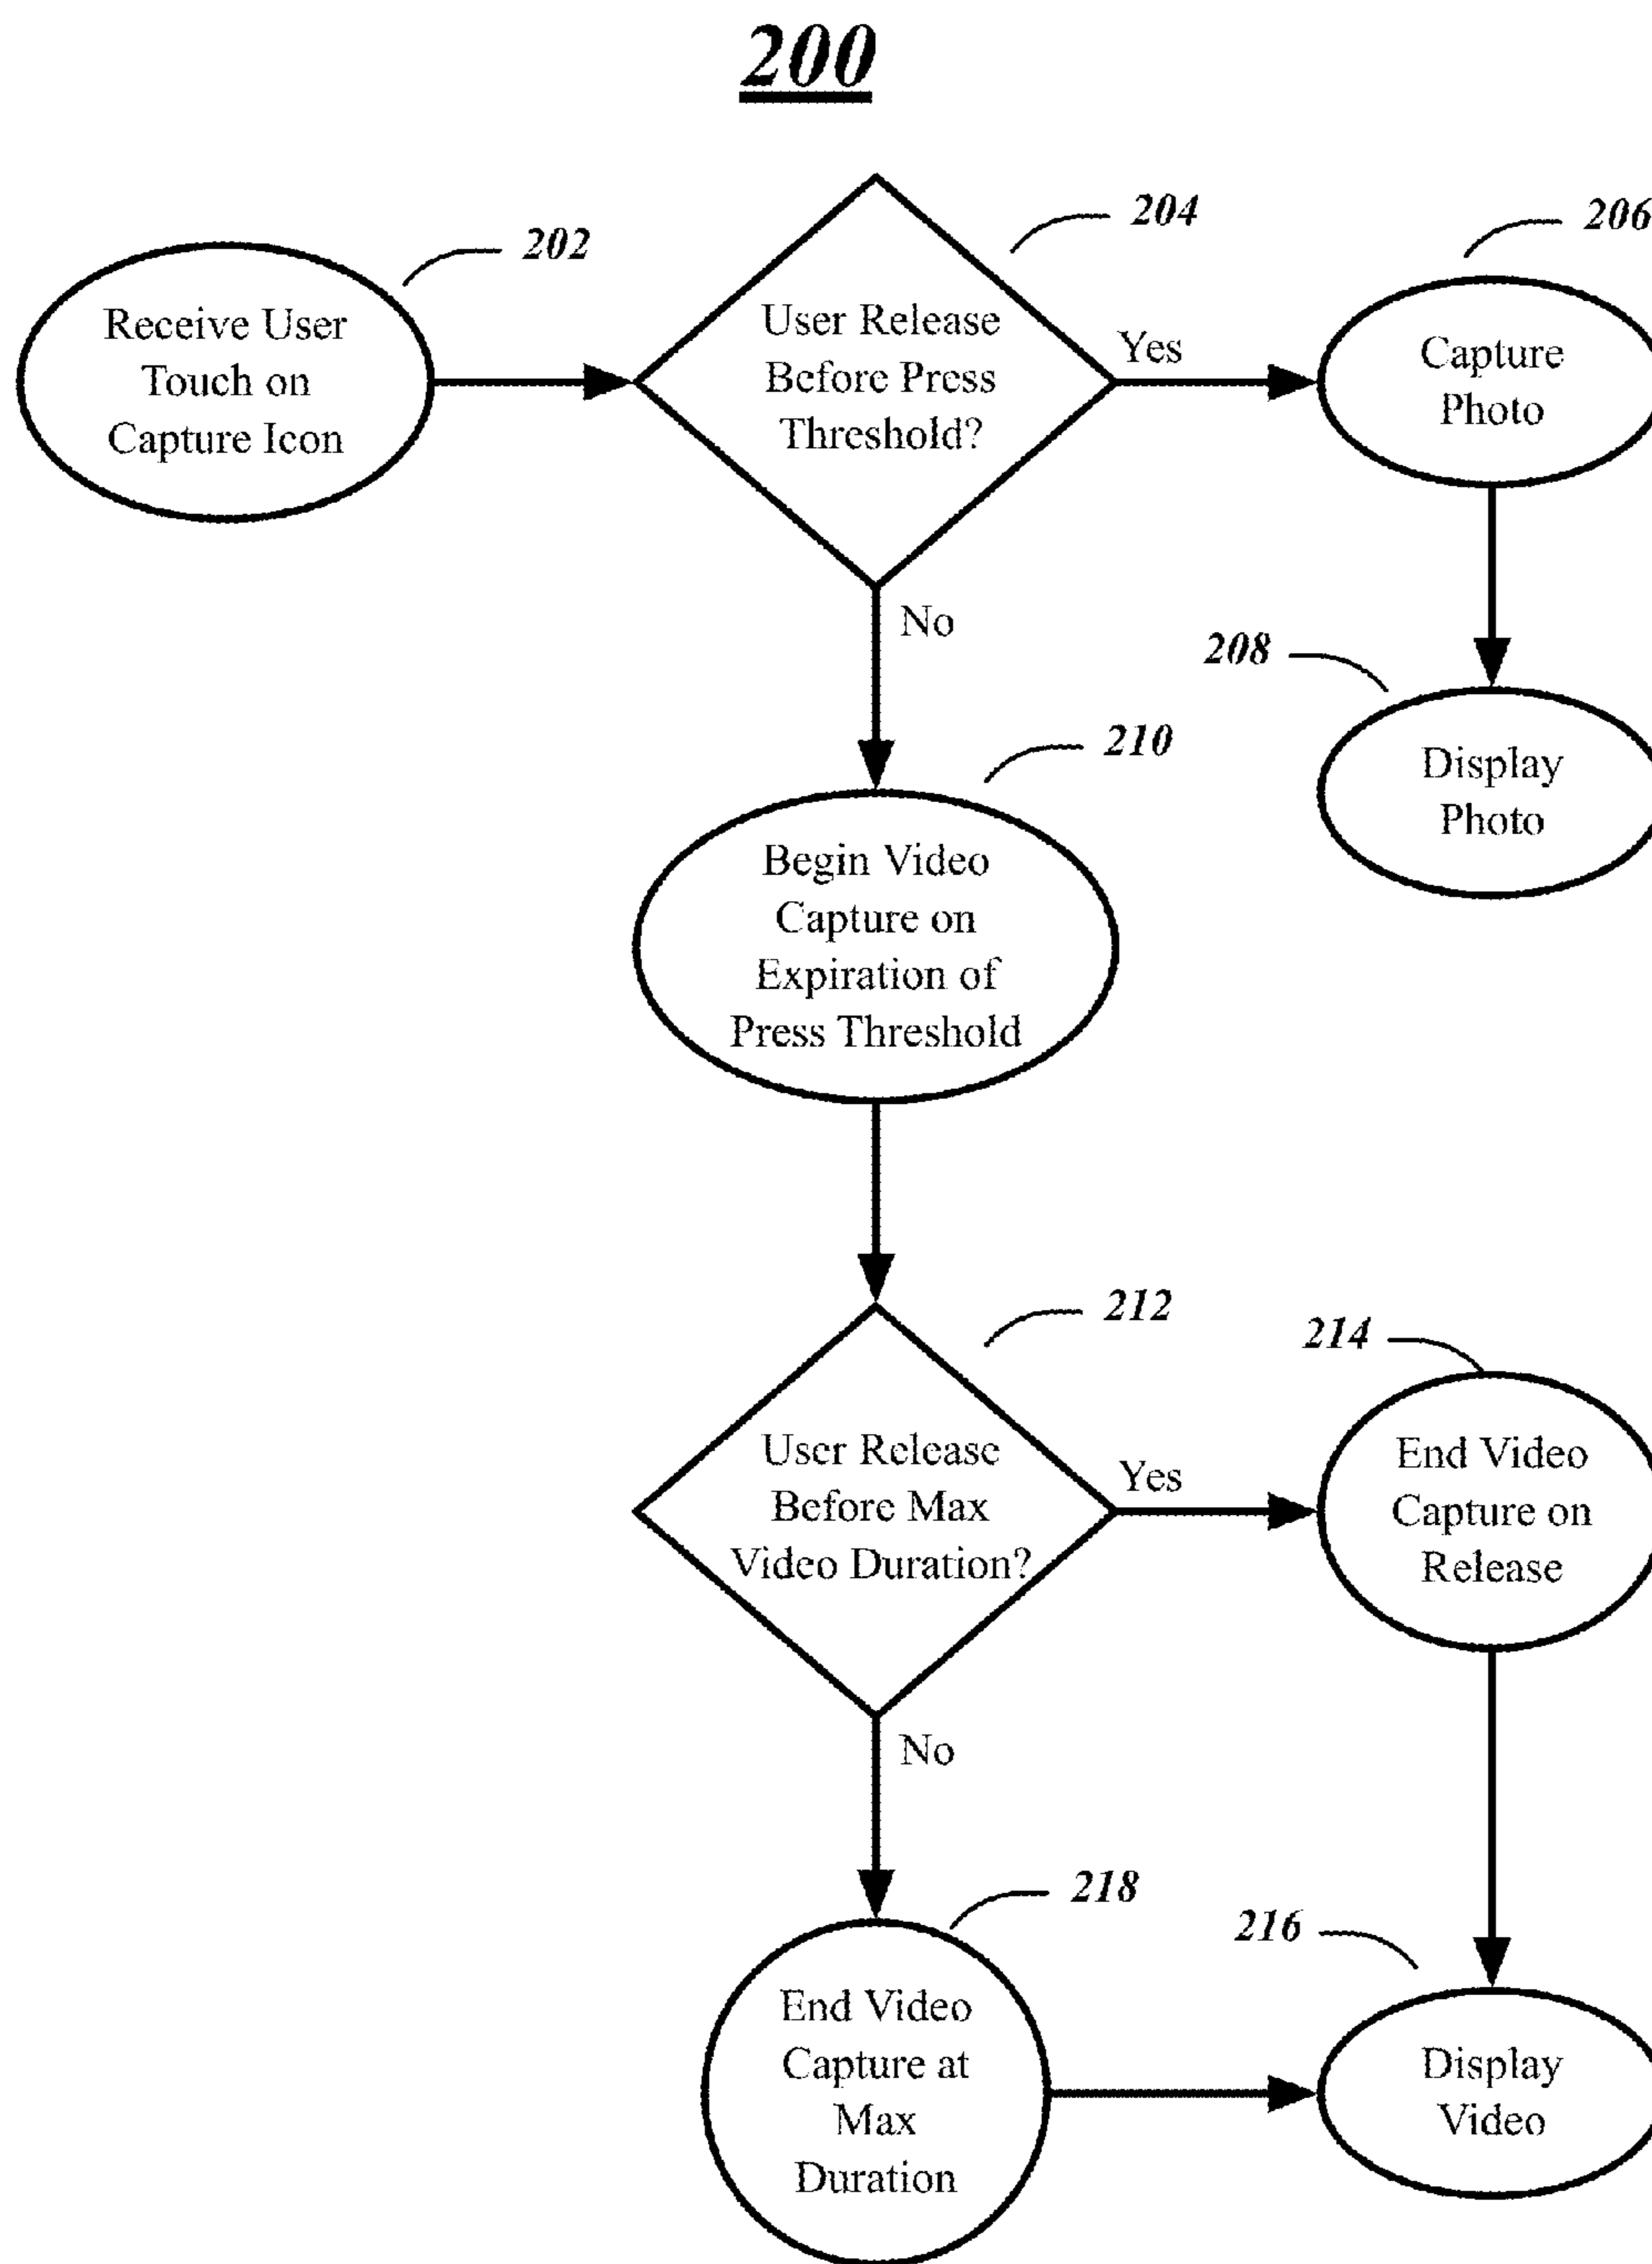 200
202
Receive User
Touch on
Capture Icon
204
User Release
Before Press
Threshold?
Yes
206
Capture
Photo
No
208
Display
Photo
210
Begin Video
Capture on
Expiration of
Press Threshold
212
User Release
Before Max
Video Duration?
Yes
214
End Video
Capture on
Release
No
218
End Video
Capture at
Max
Duration
216
Display
Video